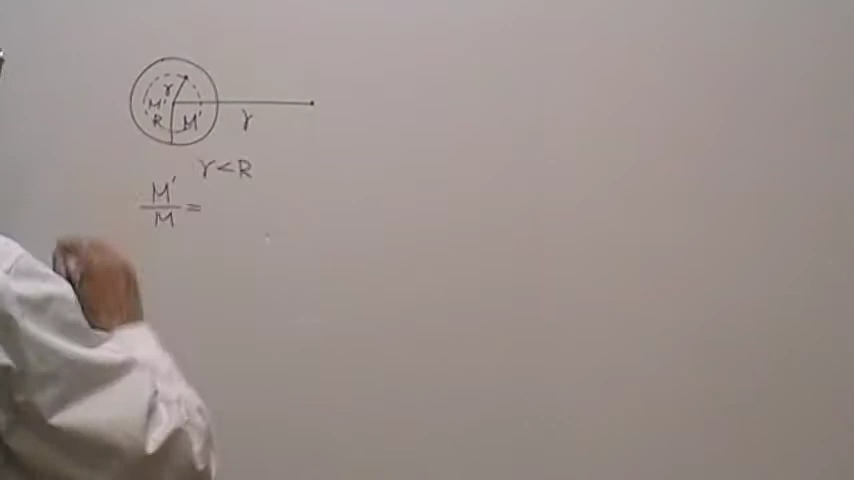 r
M'
R M'
r
r < R
M'/M =